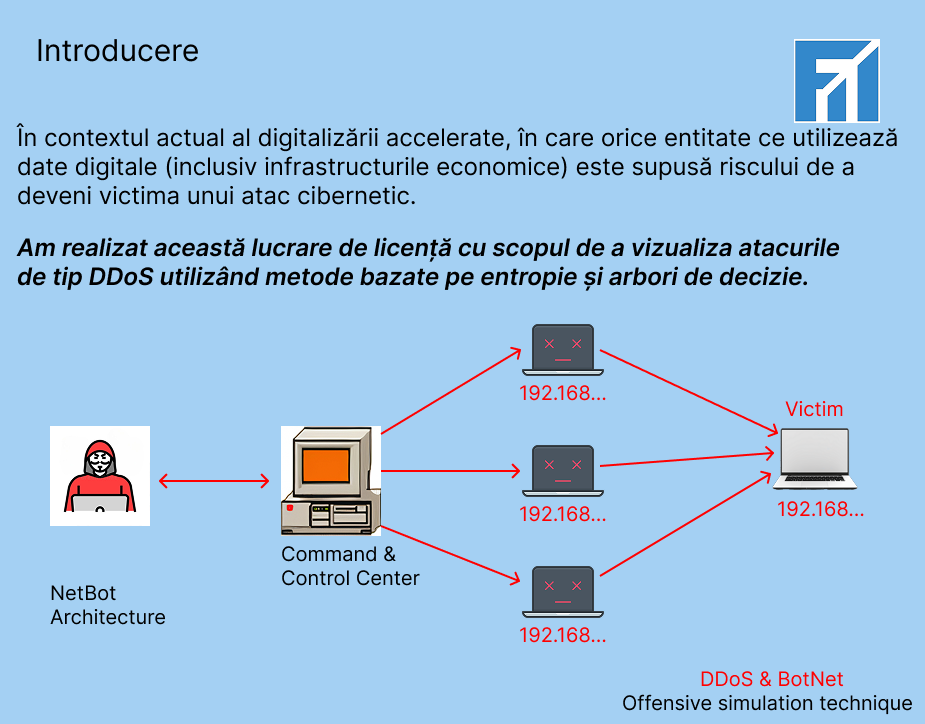 Introducere
În contextul actual al digitalizării accelerate, în care orice entitate ce utilizează
date digitale (inclusiv infrastructurile economice) este supusă riscului de a
deveni victima unui atac cibernetic.
Am realizat această lucrare de licență cu scopul de a vizualiza atacurile
de tip DDoS utilizând metode bazate pe entropie și arbori de decizie.
192.168...
Victim
192.168...
192.168...
Command &
Control Center
NetBot
Architecture
192.168...
DDoS & BotNet
Offensive simulation technique